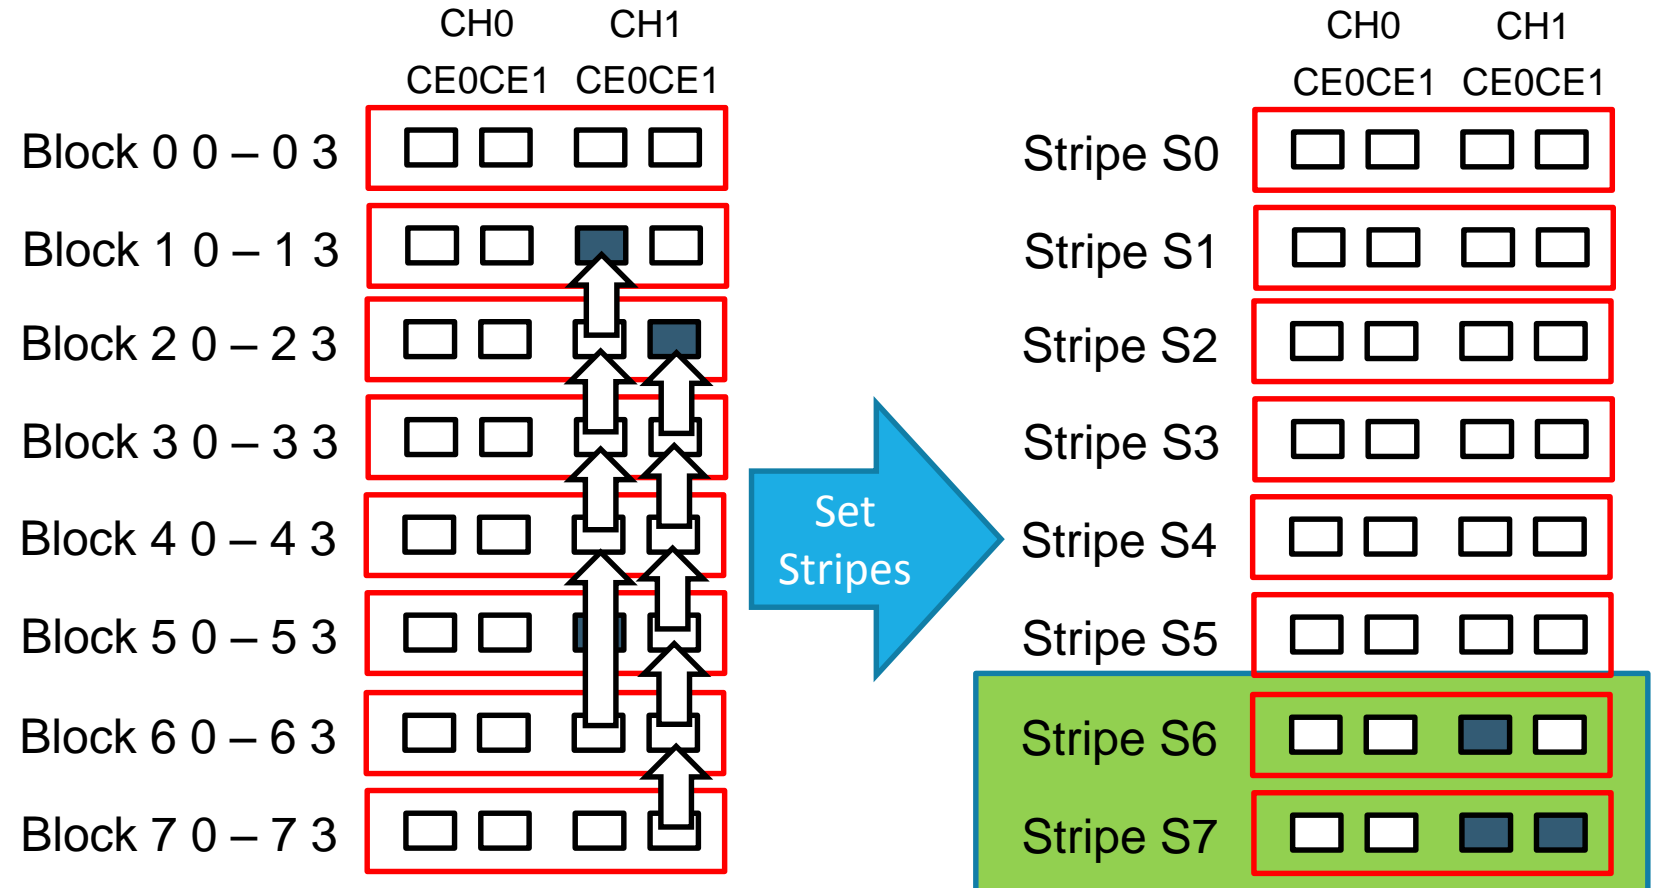 CH0 CH1
CE0CE1 CE0CE1
Block 0 0 – 0 3
Block 1 0 – 1 3
Block 2 0 – 2 3
Block 3 0 – 3 3
Block 4 0 – 4 3
Block 5 0 – 5 3
Block 6 0 – 6 3
Block 7 0 – 7 3
Set
Stripes
CH0 CH1
CE0CE1 CE0CE1
Stripe S0
Stripe S1
Stripe S2
Stripe S3
Stripe S4
Stripe S5
Stripe S6
Stripe S7